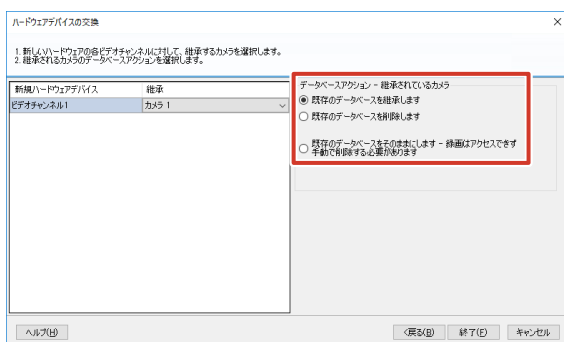 ハードウェアデバイスの交換
1. 新しいハードウェアの各ビデオチャンネルに対して、継承するカメラを選択します。
2. 継承されるカメラのデータベースアクションを選択します。
新規ハードウェアデバイス 継承
ビデオチャンネル1 カメラ 1
データベースアクション - 継承されているカメラ
既存のデータベースを継承します
既存のデータベースを削除します
既存のデータベースをそのままにします - 録画はアクセスできず
手動で削除する必要があります
ヘルプ(H) <戻る(B) 終了(F) キャンセル